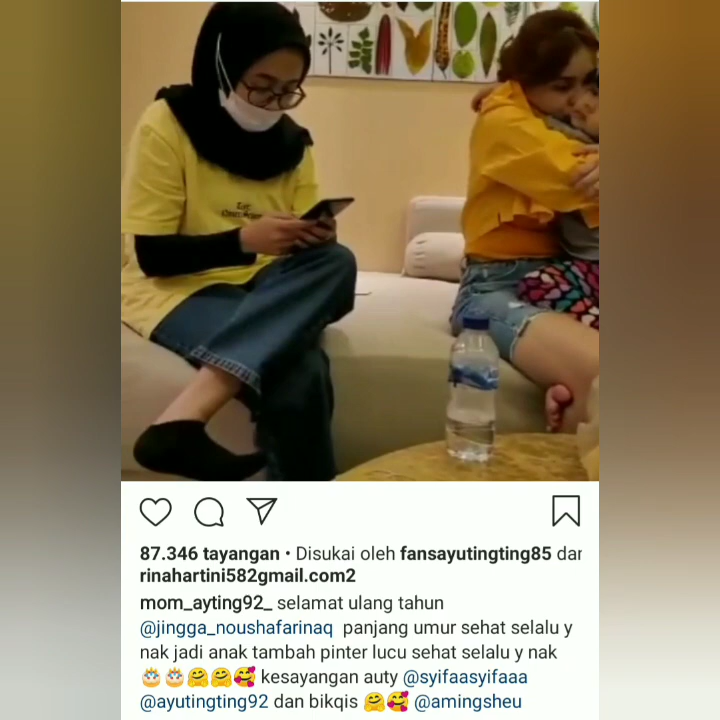 87.346 tayangan • Disukai oleh fansayutingting85 dar
rinahartini582gmail.com2
mom_ayting92_ selamat ulang tahun
@jingga_noushafarinaq panjang umur sehat selalu y
nak jadi anak tambah pinter lucu sehat selalu y nak
🎂🎂🤗🤗🥰 kesayangan auty @syifaasyifaaa
@ayutingting92 dan bikqis 🤗🥰 @amingsheu